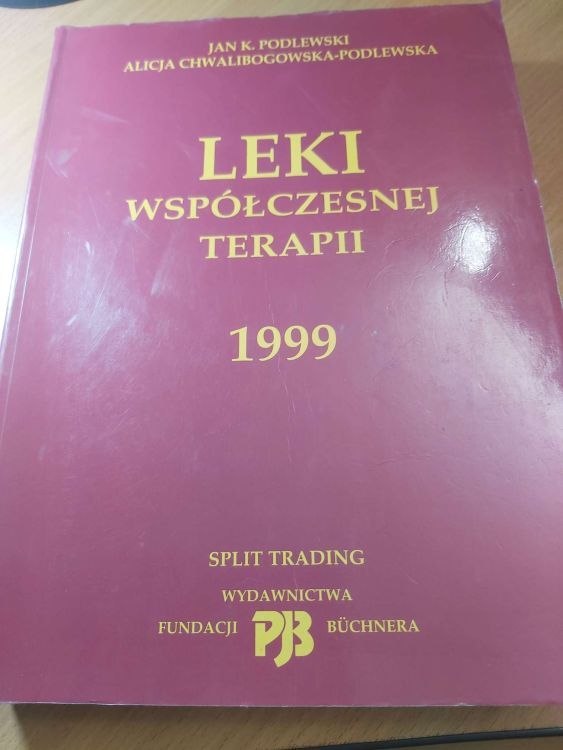 JAN K. PODLEWSKI
ALICJA CHWALIBOGOWSKA-PODLEWSKA
LEKI
WSPÓŁCZESNEJ
TERAPII
1999
SPLIT TRADING
WYDAWNICTWA
FUNDACJI PJB BÜCHNERA